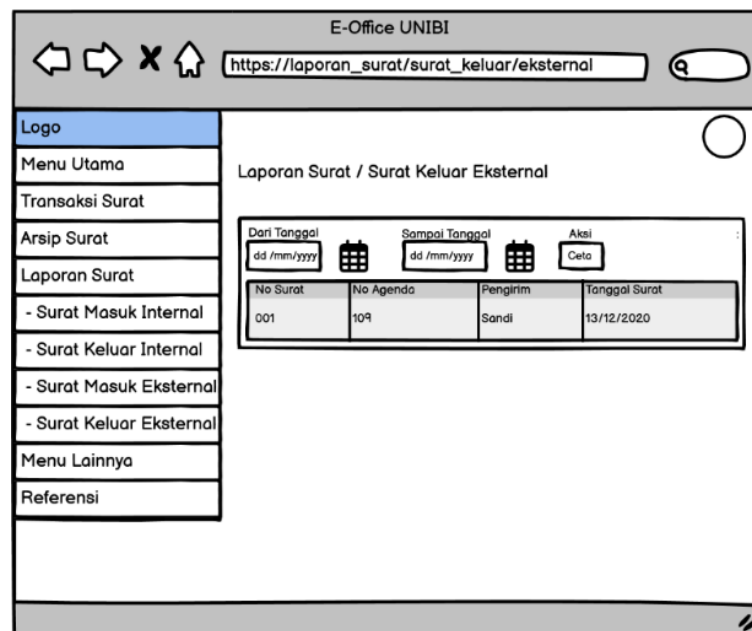 E-Office UNIBI
https://laporan_surat/surat_keluar/eksternal
Logo
Menu Utama
Transaksi Surat
Arsip Surat
Laporan Surat
- Surat Masuk Internal
- Surat Keluar Internal
- Surat Masuk Eksternal
- Surat Keluar Eksternal
Menu Lainnya
Referensi
Laporan Surat / Surat Keluar Eksternal
Dari Tanggal Sampai Tanggal Aksi :
dd /mm/yyyy dd /mm/yyyy Ceta
No Surat No Agenda Pengirim Tanggal Surat
001 109 Sandi 13/12/2020